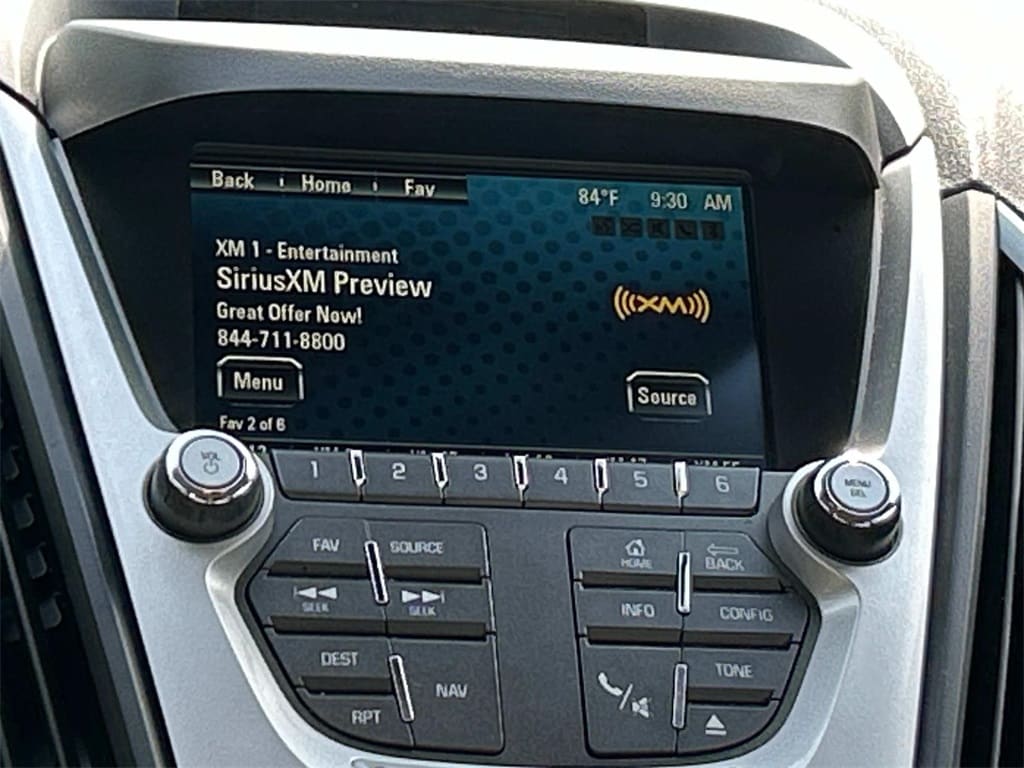 Back Home Fav
84°F 9:30 AM
XM 1 - Entertainment
SiriusXM Preview
Great Offer Now!
844-711-8800
((XM))
Menu
Source
Fav 2 of 6
VOL
1 2 3 4 5 6
MENU
SEL
FAV SOURCE
HOME BACK
SEEK SEEK
INFO CONFIG
DEST NAV
TONE
RPT